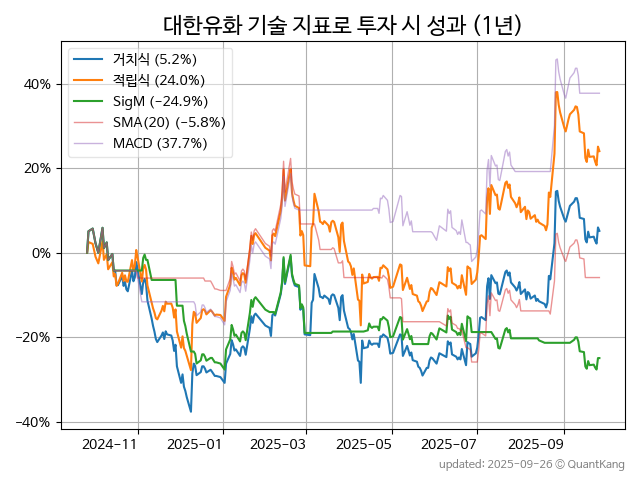 대한유화 기술 지표로 투자 시 성과 (1년)
거치식 (5.2%)
적립식 (24.0%)
SigM (−24.9%)
SMA(20) (−5.8%)
MACD (37.7%)
40%
20%
0%
−20%
−40%
2024-11 2025-01 2025-03 2025-05 2025-07 2025-09
updated: 2025-09-26 © QuantKang